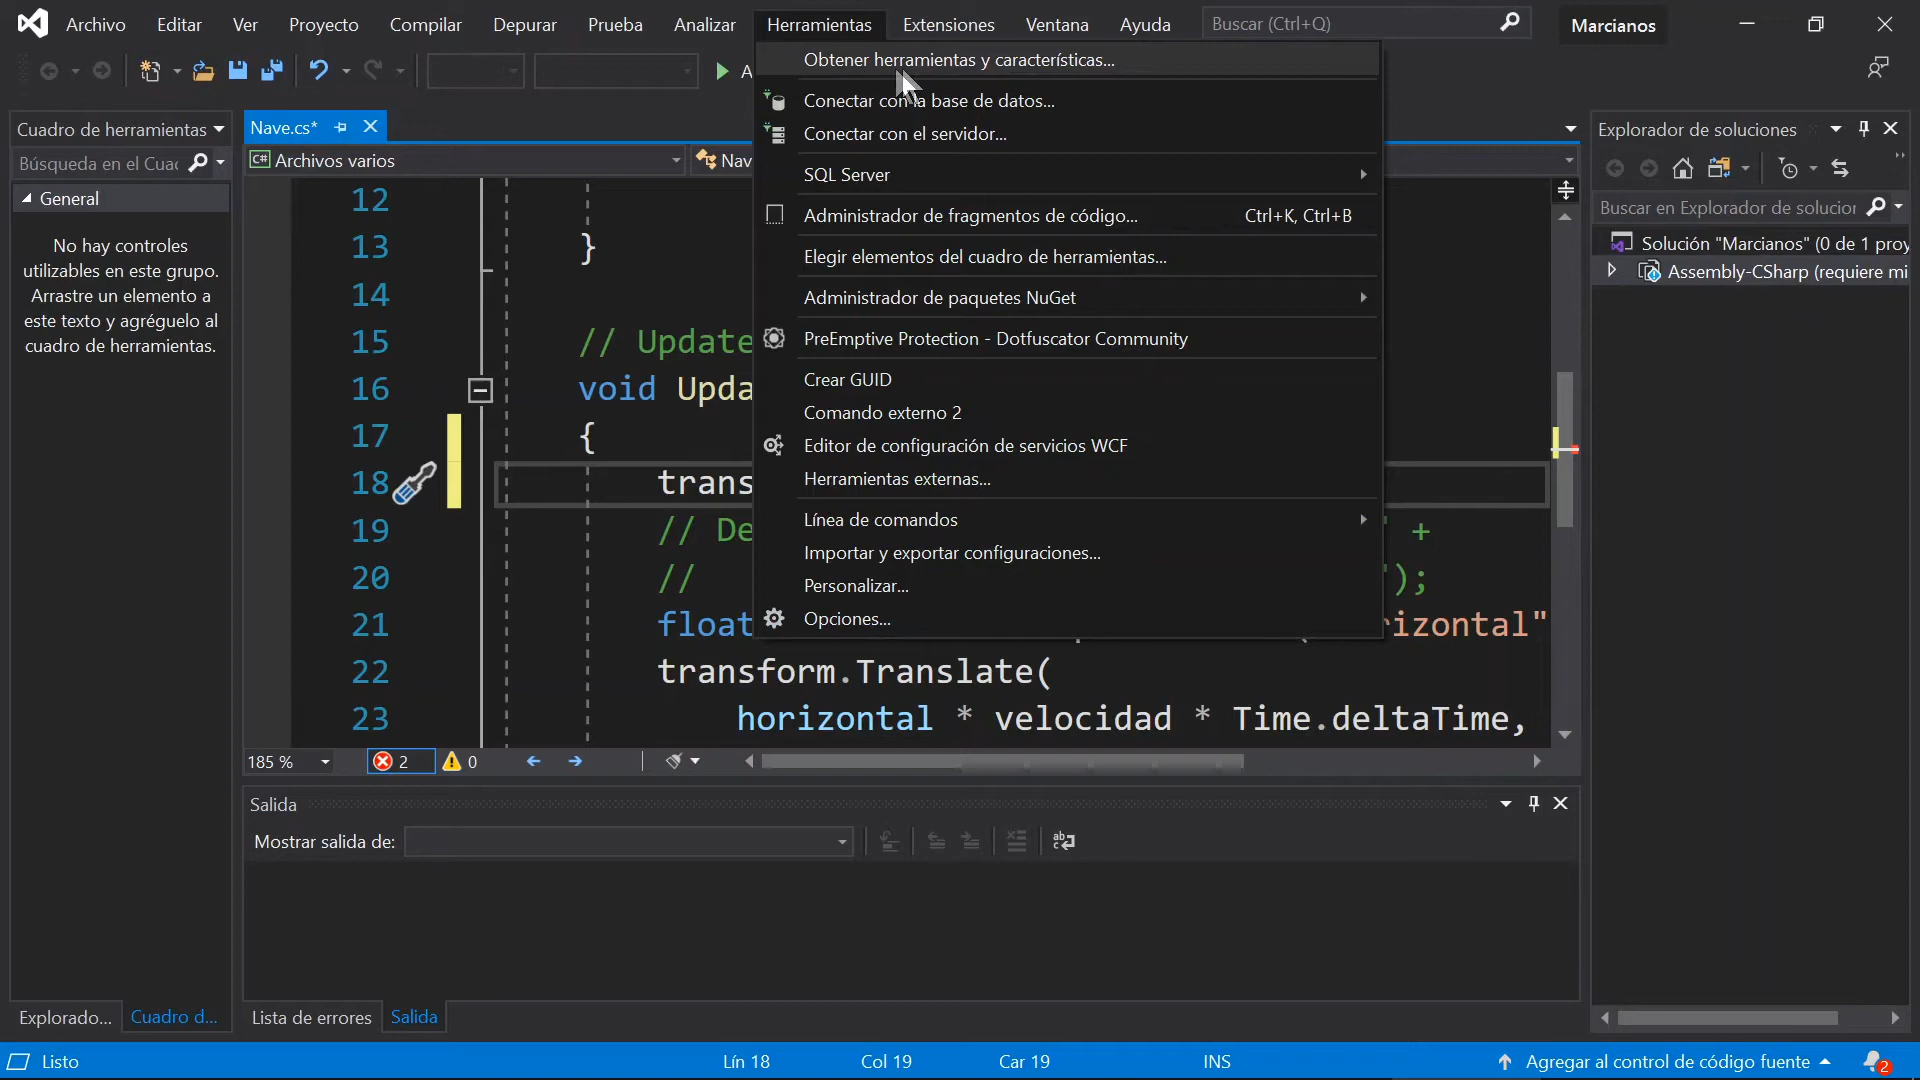 Archivo Editar Ver Proyecto Compilar Depurar Prueba Analizar Herramientas Extensiones Ventana Ayuda Buscar (Ctrl+Q) Marcianos
Cuadro de herramientas
Búsqueda en el Cuac
General
No hay controles
utilizables en este grupo.
Arrastre un elemento a
este texto y agréguelo al
cuadro de herramientas.
Explorado... Cuadro d...
Nave.cs*
C# Archivos varios Nav
12
13 }
14
15 // Update
16 void Upda
17 {
18 trans
19 // De " +
20 // ");
21 float rizontal"
22 transform.Translate(
23 horizontal * velocidad * Time.deltaTime,
Obtener herramientas y características...
Conectar con la base de datos...
Conectar con el servidor...
SQL Server
Administrador de fragmentos de código... Ctrl+K, Ctrl+B
Elegir elementos del cuadro de herramientas...
Administrador de paquetes NuGet
PreEmptive Protection - Dotfuscator Community
Crear GUID
Comando externo 2
Editor de configuración de servicios WCF
Herramientas externas...
Línea de comandos
Importar y exportar configuraciones...
Personalizar...
Opciones...
185 % 2 0
Salida
Mostrar salida de:
Lista de errores Salida
Explorador de soluciones
Buscar en Explorador de solucior
Solución "Marcianos" (0 de 1 proy
Assembly-CSharp (requiere mi
Listo Lín 18 Col 19 Car 19 INS Agregar al control de código fuente 2